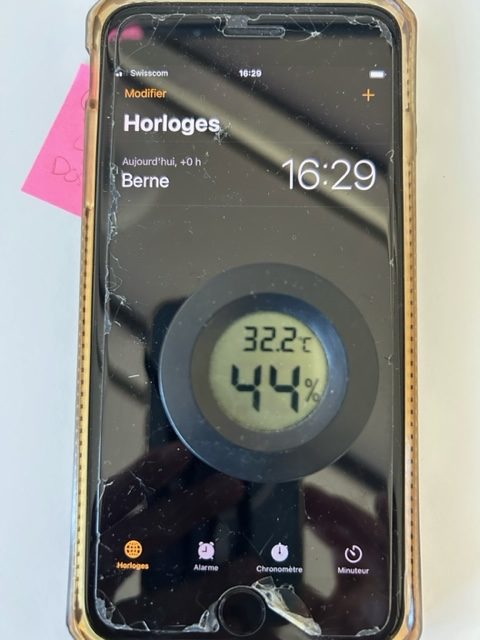 Swisscom 16:29
Modifier +
Horloges
Aujourd'hui, +0 h
Berne 16:29
32.2°C
44%
Horloges Alarme Chronomètre Minuteur